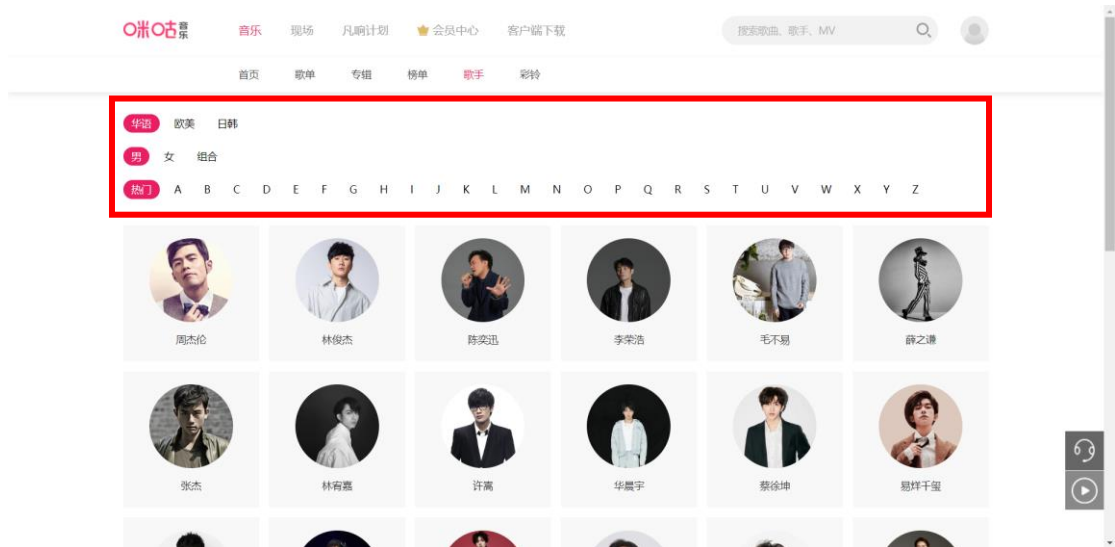 咪咕音乐 音乐 现场 凡响计划 会员中心 客户端下载 搜索歌曲、歌手、MV
首页 歌单 专辑 榜单 歌手 彩铃
华语 欧美 日韩
男 女 组合
热门 A B C D E F G H I J K L M N O P Q R S T U V W X Y Z
周杰伦 林俊杰 陈奕迅 李荣浩 毛不易 薛之谦
张杰 林宥嘉 许嵩 华晨宇 蔡徐坤 易烊千玺